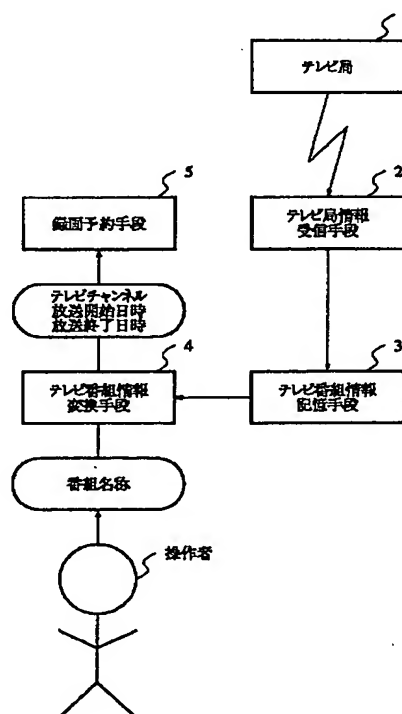 テレビ局
2
テレビ局情報
受信手段
5
録画予約手段
テレビチャンネル
放送開始日時
放送終了日時
4
テレビ番組情報
変換手段
3
テレビ番組情報
記憶手段
番組名称
操作者